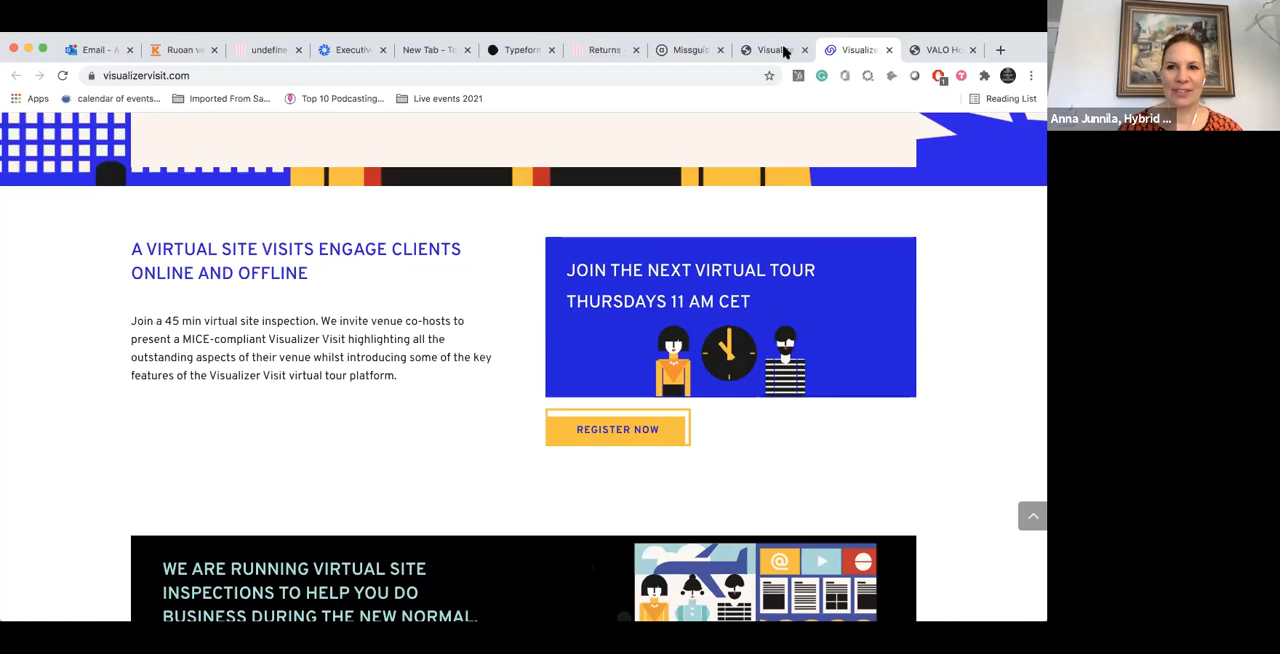 Email - A
Ruoan ve
undefine
Executiv
New Tab - To
Typeform
Returns -
Missguid
Visualiz
Visualize
VALO Ho
visualizervisit.com
1
Apps
calendar of events...
Imported From Sa...
Top 10 Podcasting...
Live events 2021
Reading List
Anna Junnila, Hybrid ...
A VIRTUAL SITE VISITS ENGAGE CLIENTS
ONLINE AND OFFLINE
Join a 45 min virtual site inspection. We invite venue co-hosts to
present a MICE-compliant Visualizer Visit highlighting all the
outstanding aspects of their venue whilst introducing some of the key
features of the Visualizer Visit virtual tour platform.
JOIN THE NEXT VIRTUAL TOUR
THURSDAYS 11 AM CET
REGISTER NOW
WE ARE RUNNING VIRTUAL SITE
INSPECTIONS TO HELP YOU DO
BUSINESS DURING THE NEW NORMAL.
@